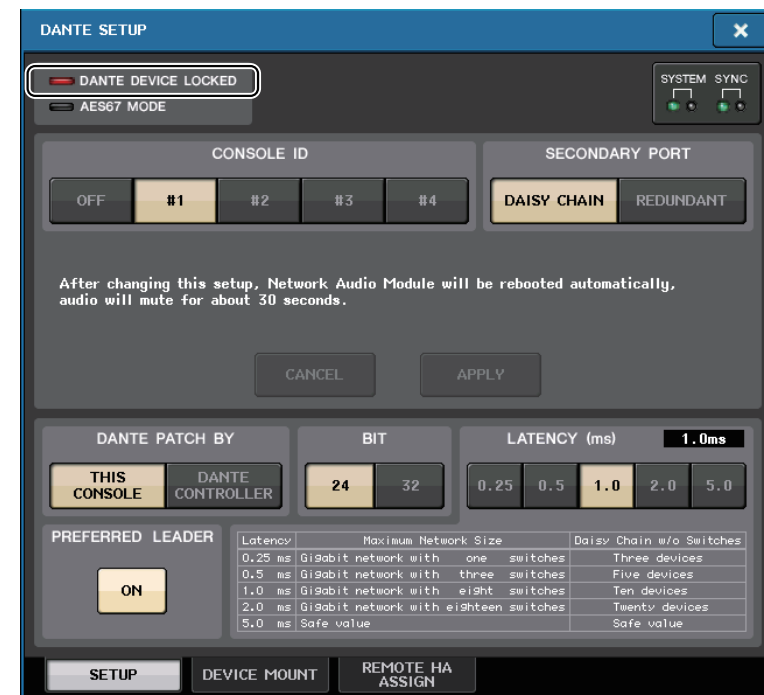 DANTE SETUP
DANTE DEVICE LOCKED
AES67 MODE
SYSTEM SYNC
CONSOLE ID
OFF #1 #2 #3 #4
SECONDARY PORT
DAISY CHAIN REDUNDANT
After changing this setup, Network Audio Module will be rebooted automatically,
audio will mute for about 30 seconds.
CANCEL APPLY
DANTE PATCH BY
THIS CONSOLE
DANTE CONTROLLER
BIT
24 32
LATENCY (ms) 1.0ms
0.25 0.5 1.0 2.0 5.0
PREFERRED LEADER
ON
Latency Maximum Network Size Daisy Chain w/o Switches
0.25 ms Gigabit network with one switches Three devices
0.5 ms Gigabit network with three switches Five devices
1.0 ms Gigabit network with eight switches Ten devices
2.0 ms Gigabit network with eighteen switches Twenty devices
5.0 ms Safe value Safe value
SETUP
DEVICE MOUNT
REMOTE HA ASSIGN